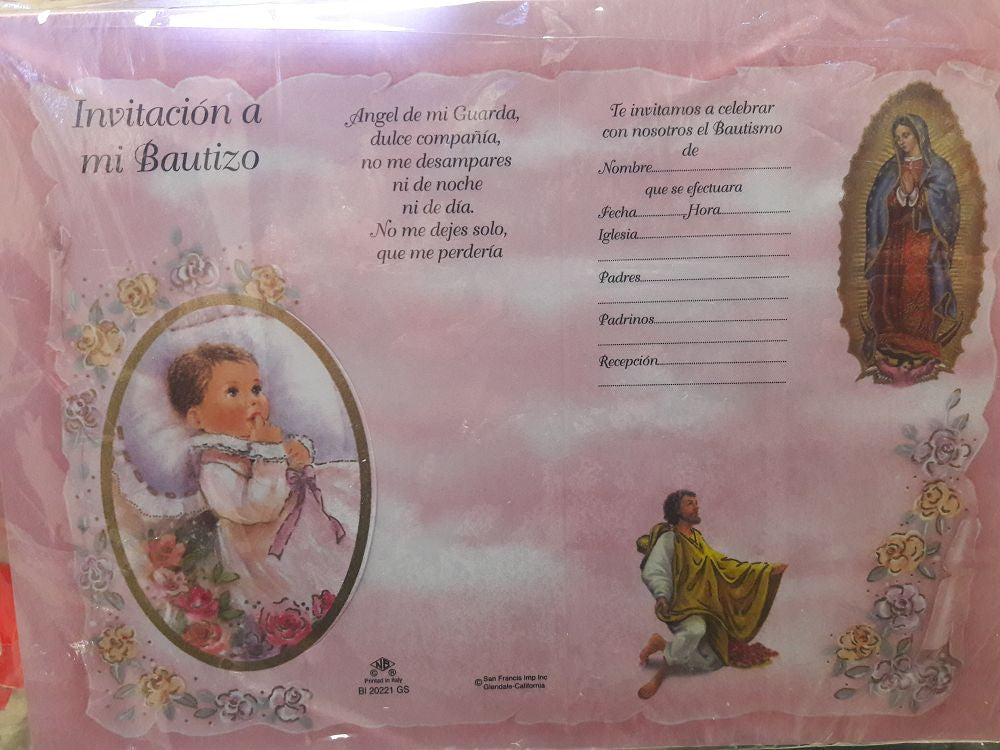 Invitación a
mi Bautizo
Angel de mi Guarda,
dulce compañía,
no me desampares
ni de noche
ni de día.
No me dejes solo,
que me perdería
Te invitamos a celebrar
con nosotros el Bautismo
de
Nombre
que se efectuara
Fecha Hora
Iglesia
Padres
Padrinos
Recepción
NB
© ®
Printed in Italy
BI 20221 GS
© San Francis Imp Inc
Glendale-California